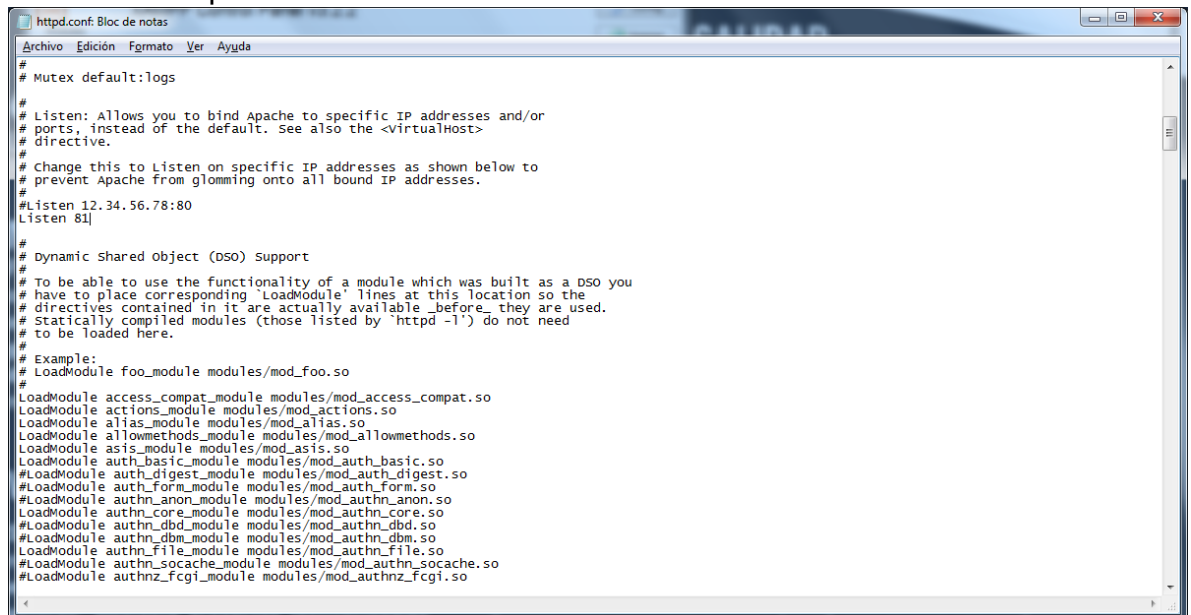 httpd.conf: Bloc de notas
Archivo Edición Formato Ver Ayuda
#
# Mutex default:logs
#
# Listen: Allows you to bind Apache to specific IP addresses and/or
# ports, instead of the default. See also the <VirtualHost>
# directive.
#
# Change this to Listen on specific IP addresses as shown below to
# prevent Apache from glomming onto all bound IP addresses.
#
#Listen 12.34.56.78:80
Listen 81
#
# Dynamic Shared Object (DSO) Support
#
# To be able to use the functionality of a module which was built as a DSO you
# have to place corresponding `LoadModule' lines at this location so the
# directives contained in it are actually available _before_ they are used.
# Statically compiled modules (those listed by `httpd -l') do not need
# to be loaded here.
#
# Example:
# LoadModule foo_module modules/mod_foo.so
#
LoadModule access_compat_module modules/mod_access_compat.so
LoadModule actions_module modules/mod_actions.so
LoadModule alias_module modules/mod_alias.so
LoadModule allowmethods_module modules/mod_allowmethods.so
LoadModule asis_module modules/mod_asis.so
LoadModule auth_basic_module modules/mod_auth_basic.so
#LoadModule auth_digest_module modules/mod_auth_digest.so
#LoadModule auth_form_module modules/mod_auth_form.so
#LoadModule authn_anon_module modules/mod_authn_anon.so
LoadModule authn_core_module modules/mod_authn_core.so
#LoadModule authn_dbd_module modules/mod_authn_dbd.so
#LoadModule authn_dbm_module modules/mod_authn_dbm.so
LoadModule authn_file_module modules/mod_authn_file.so
#LoadModule authn_socache_module modules/mod_authn_socache.so
#LoadModule authnz_fcgi_module modules/mod_authnz_fcgi.so